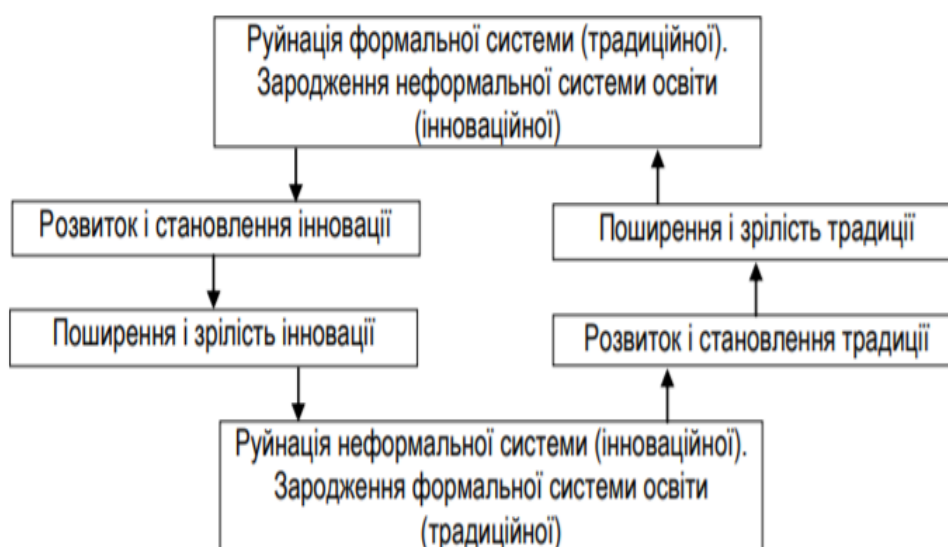 Руйнація формальної системи (традиційної).
Зародження неформальної системи освіти
(інноваційної)
Розвиток і становлення інновації
Поширення і зрілість традиції
Поширення і зрілість інновації
Розвиток і становлення традиції
Руйнація неформальної системи (інноваційної).
Зародження формальної системи освіти
(традиційної)